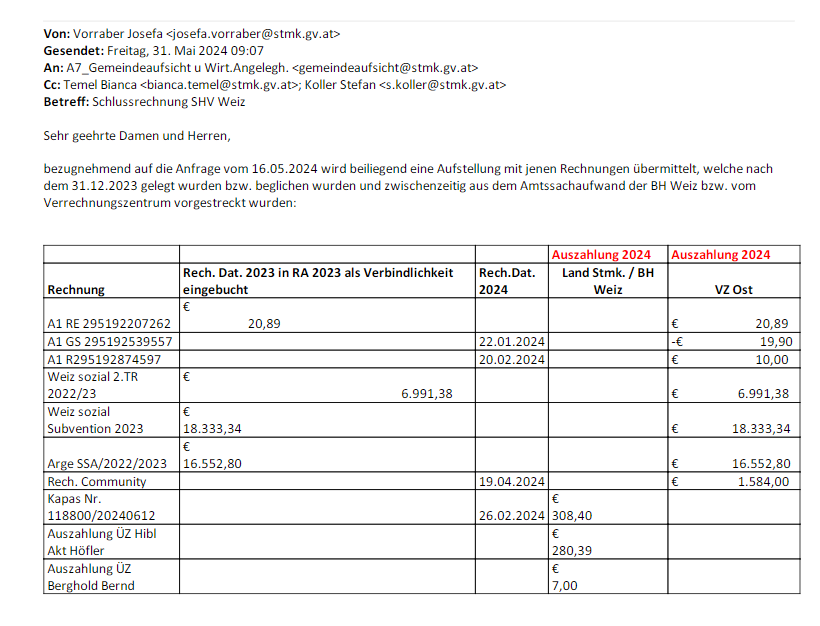 Von: Vorraber Josefa <josefa.vorraber@stmk.gv.at>
Gesendet: Freitag, 31. Mai 2024 09:07
An: A7_Gemeindeaufsicht u Wirt.Angelegh. <gemeindeaufsicht@stmk.gv.at>
Cc: Temel Bianca <bianca.temel@stmk.gv.at>; Koller Stefan <s.koller@stmk.gv.at>
Betreff: Schlussrechnung SHV Weiz
Sehr geehrte Damen und Herren,
bezugnehmend auf die Anfrage vom 16.05.2024 wird beiliegend eine Aufstellung mit jenen Rechnungen übermittelt, welche nach
dem 31.12.2023 gelegt wurden bzw. beglichen wurden und zwischenzeitig aus dem Amtssachaufwand der BH Weiz bzw. vom
Verrechnungszentrum vorgestreckt wurden:
Auszahlung 2024 Auszahlung 2024
Rech. Dat. 2023 in RA 2023 als Verbindlichkeit Rech.Dat. Land Stmk. / BH
Rechnung eingebucht 2024 Weiz VZ Ost
€
A1 RE 295192207262 20,89 € 20,89
A1 GS 295192539557 22.01.2024 -€ 19,90
A1 R295192874597 20.02.2024 € 10,00
Weiz sozial 2.TR €
2022/23 6.991,38 € 6.991,38
Weiz sozial €
Subvention 2023 18.333,34 € 18.333,34
€
Arge SSA/2022/2023 16.552,80 € 16.552,80
Rech. Community 19.04.2024 € 1.584,00
Kapas Nr. €
118800/20240612 26.02.2024 308,40
Auszahlung ÜZ Hibl €
Akt Höfler 280,39
Auszahlung ÜZ €
Berghold Bernd 7,00